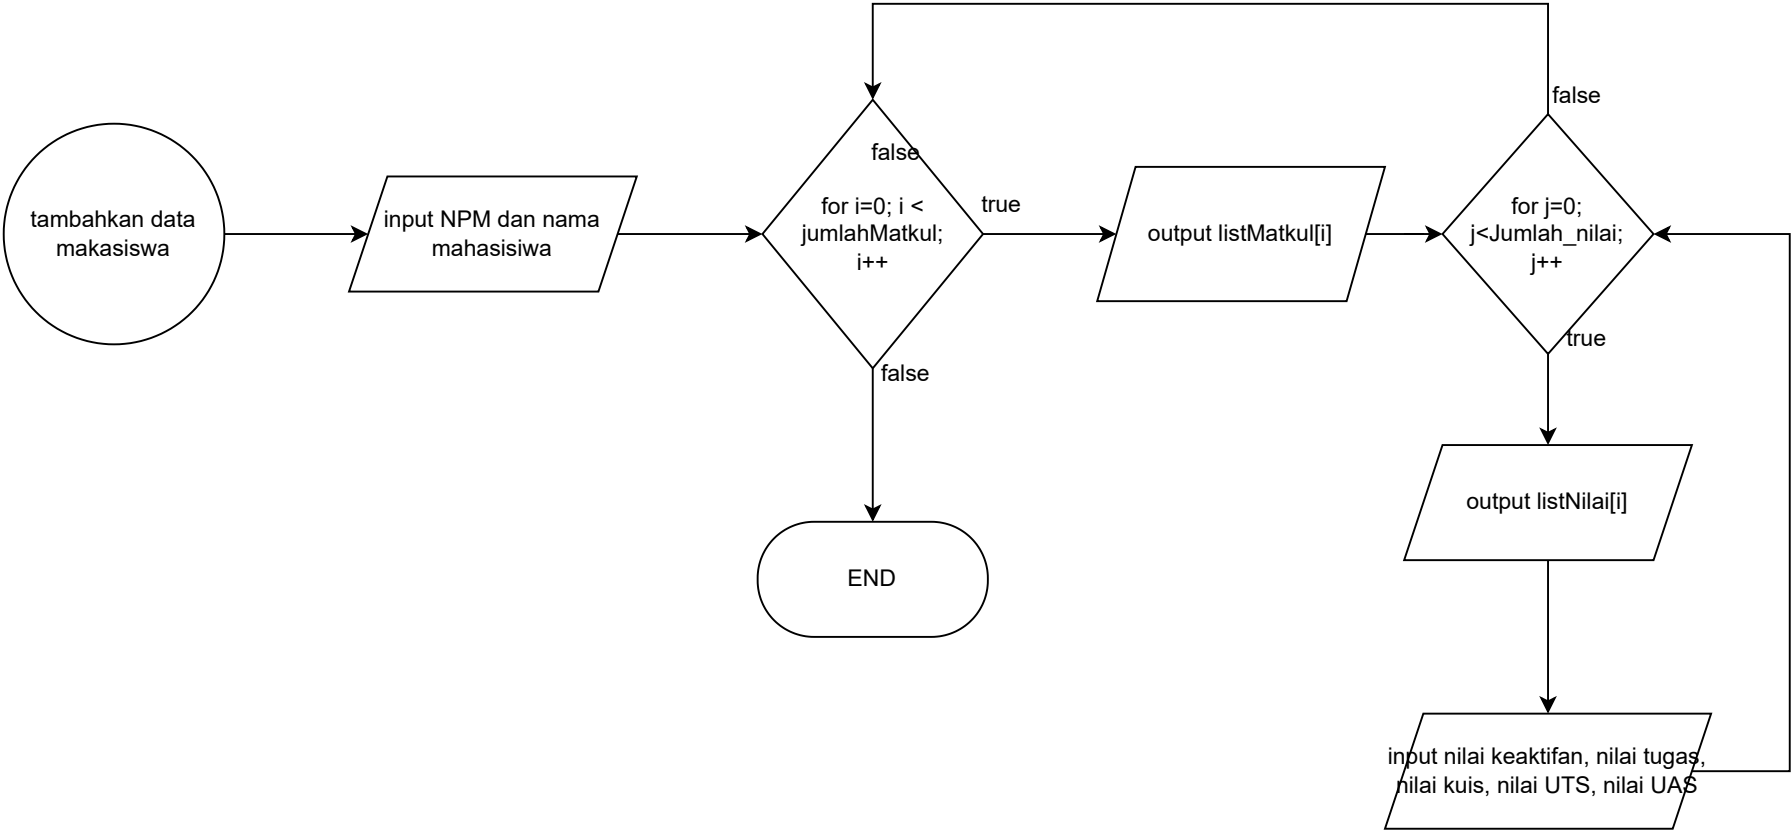 tambahkan data
makasiswa
input NPM dan nama
mahasisiwa
false
for i=0; i <
jumlahMatkul;
i++
true
false
END
output listMatkul[i]
false
for j=0;
j<Jumlah_nilai;
j++
true
output listNilai[i]
input nilai keaktifan, nilai tugas,
nilai kuis, nilai UTS, nilai UAS